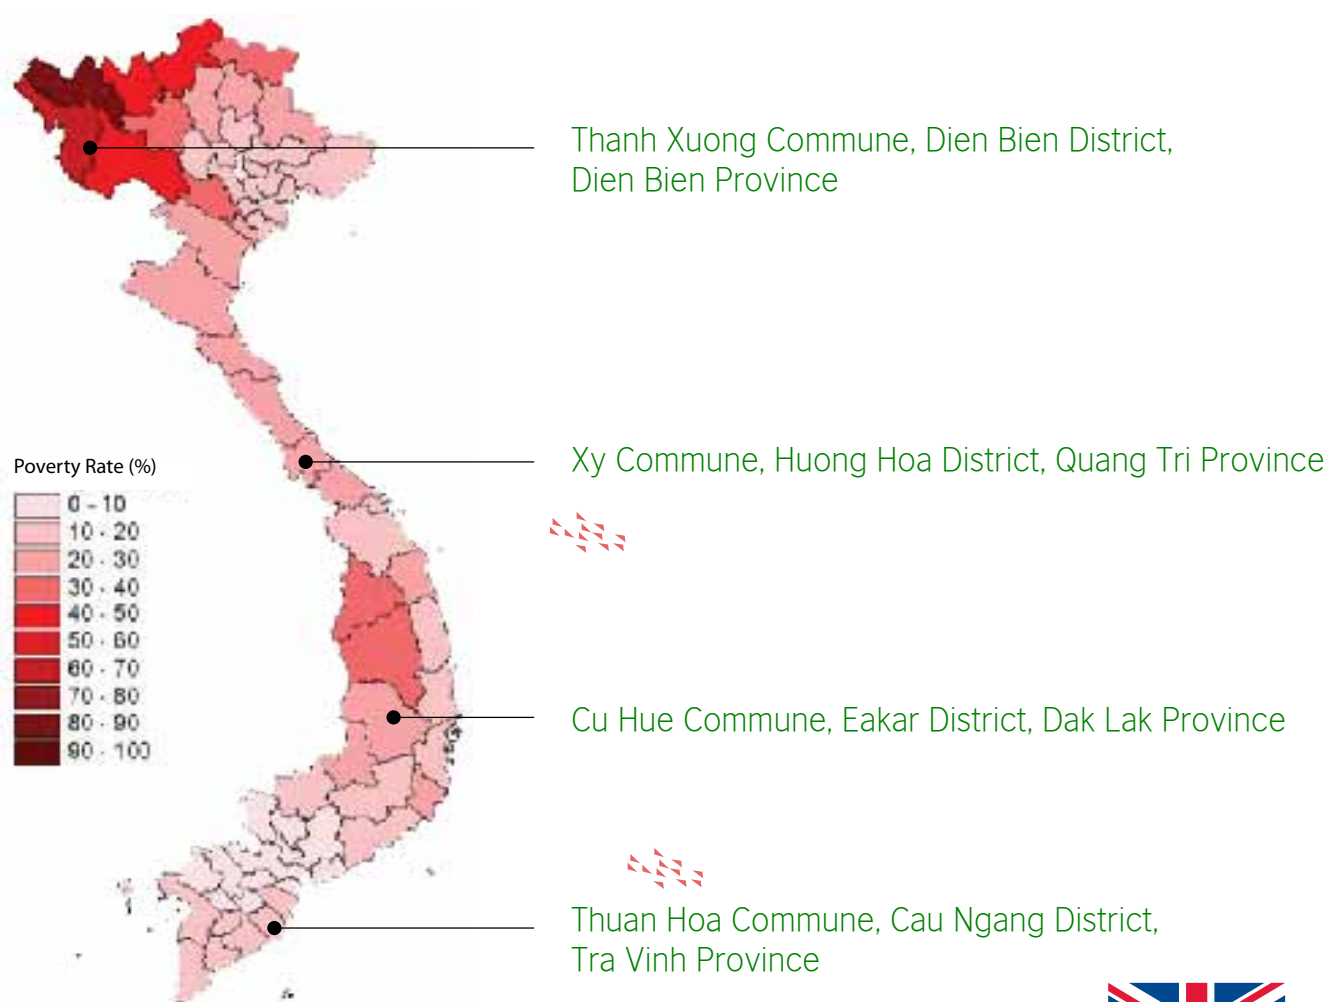 Thanh Xuong Commune, Dien Bien District,
Dien Bien Province
Xy Commune, Huong Hoa District, Quang Tri Province
Poverty Rate (%)
0 - 10
10 - 20
20 - 30
30 - 40
40 - 50
50 - 60
60 - 70
70 - 80
80 - 90
90 - 100
Cu Hue Commune, Eakar District, Dak Lak Province
Thuan Hoa Commune, Cau Ngang District,
Tra Vinh Province